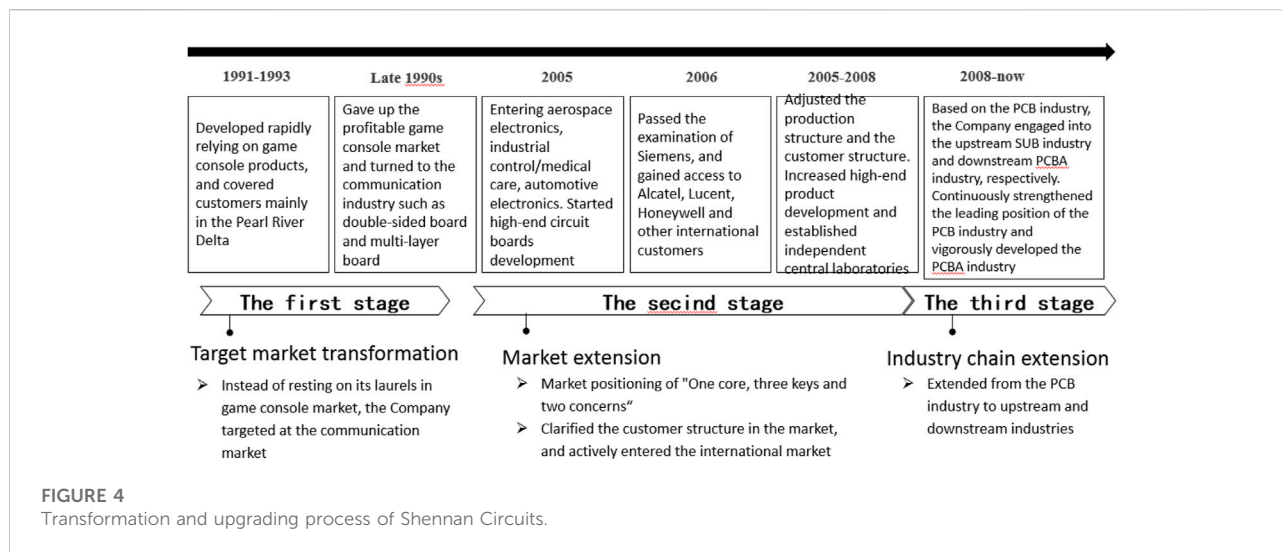 1991-1993
Late 1990s
2005
2006
2005-2008
2008-now
Developed rapidly
relying on game
console products,
and covered
customers mainly
in the Pearl River
Delta
Gave up the
profitable game
console market
and turned to the
communication
industry such as
double-sided board
and multi-layer
board
Entering aerospace
electronics,
industrial
control/medical
care, automotive
electronics. Started
high-end circuit
boards
development
Passed the
examination of
Siemens, and
gained access to
Alcatel, Lucent,
Honeywell and
other international
customers
Adjusted the
production
structure and the
customer structure.
Increased high-end
product
development and
established
independent
central laboratories
Based on the PCB industry,
the Company engaged into
the upstream SUB industry
and downstream PCBA
industry, respectively.
Continuously strengthened
the leading position of the
PCB industry and
vigorously developed the
PCBA industry
The first stage
The secind stage
The third stage
Target market transformation
➢ Instead of resting on its laurels in
game console market, the Company
targeted at the communication
market
Market extension
➢ Market positioning of "One core, three keys and
two concerns“
➢ Clarified the customer structure in the market,
and actively entered the international market
Industry chain extension
➢ Extended from the PCB
industry to upstream and
downstream industries
FIGURE 4
Transformation and upgrading process of Shennan Circuits.